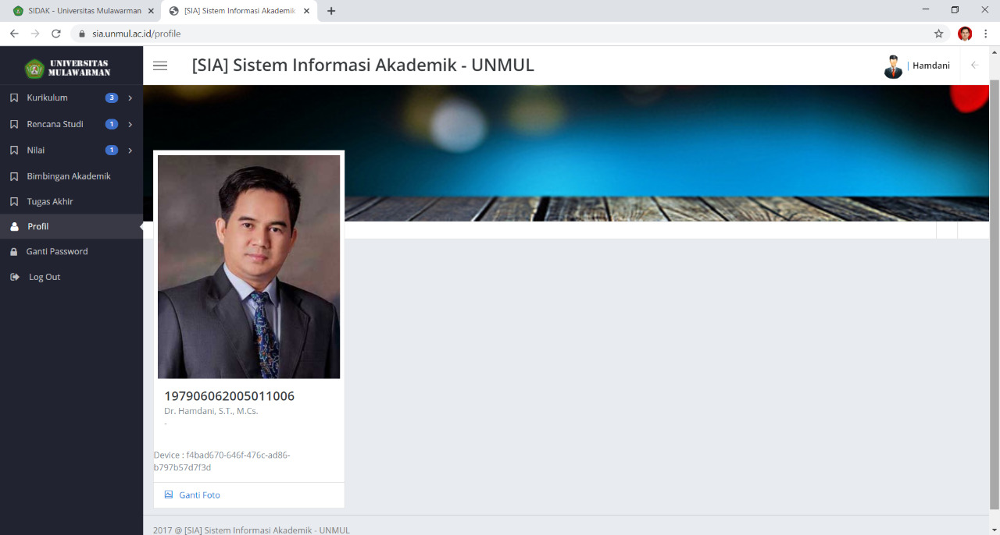 SIDAK - Universitas Mulawarman
[SIA] Sistem Informasi Akademik
sia.unmul.ac.id/profile
UNIVERSITAS
MULAWARMAN
[SIA] Sistem Informasi Akademik - UNMUL
| Hamdani
Kurikulum 3
Rencana Studi 1
Nilai 1
Bimbingan Akademik
Tugas Akhir
Profil
Ganti Password
Log Out
197906062005011006
Dr. Hamdani, S.T., M.Cs.
-
Device : f4bad670-646f-476c-ad86-
b797b57d7f3d
Ganti Foto
2017 @ [SIA] Sistem Informasi Akademik - UNMUL